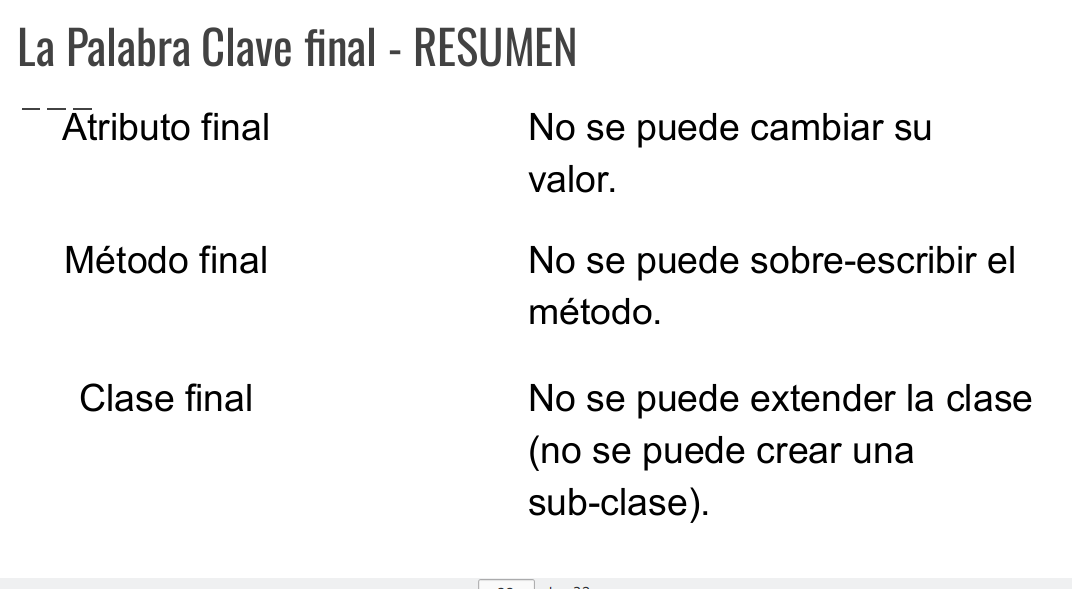 La Palabra Clave final - RESUMEN
Atributo final
No se puede cambiar su
valor.
Método final
No se puede sobre-escribir el
método.
Clase final
No se puede extender la clase
(no se puede crear una
sub-clase).